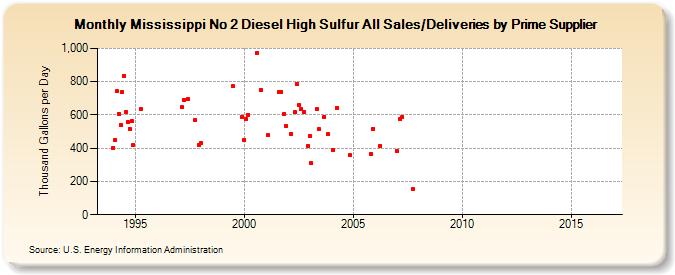 Monthly Mississippi No 2 Diesel High Sulfur All Sales/Deliveries by Prime Supplier
Thousand Gallons per Day
1,000
800
600
400
200
0
1995 2000 2005 2010 2015
Source: U.S. Energy Information Administration